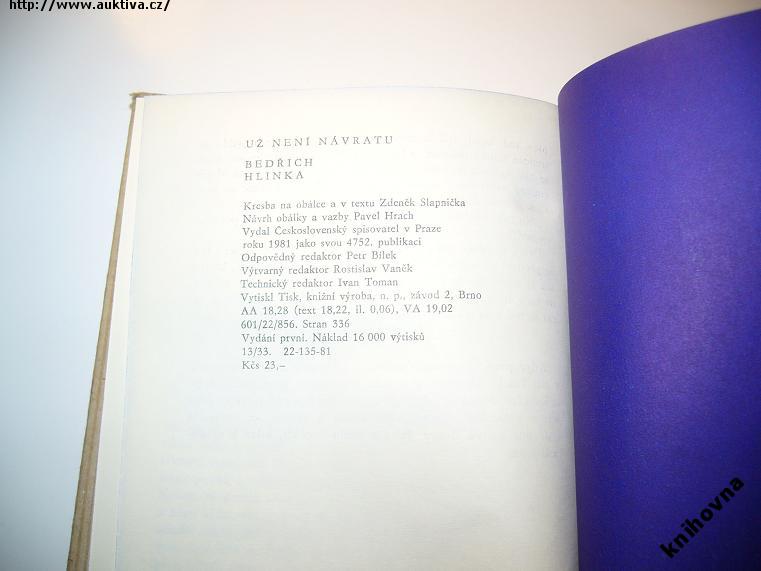 http://www.auktiva.cz/
UŽ NENÍ NÁVRATU
BEDŘICH
HLINKA
Kresba na obálce a v textu Zdeněk Slapnička
Návrh obálky a vazby Pavel Hrach
Vydal Československý spisovatel v Praze
roku 1981 jako svou 4752. publikaci
Odpovědný redaktor Petr Bílek
Výtvarný redaktor Rostislav Vaněk
Technický redaktor Ivan Toman
Vytiskl Tisk, knižní výroba, n. p., závod 2, Brno
AA 18,28 (text 18,22, il. 0,06), VA 19,02
601/22/856. Stran 336
Vydání první. Náklad 16 000 výtisků
13/33. 22-135-81
Kčs 23,–
knihovna